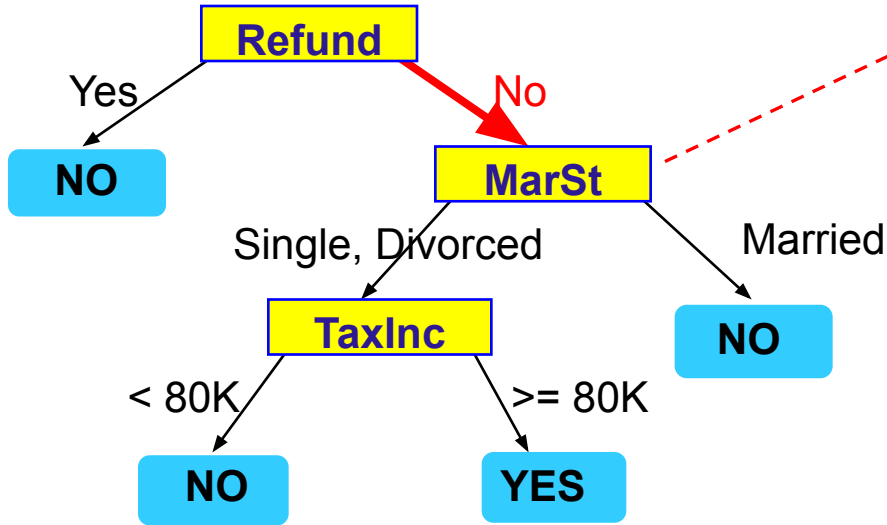 Refund
Yes
No
NO
MarSt
Single, Divorced
Married
TaxInc
NO
< 80K
>= 80K
NO
YES